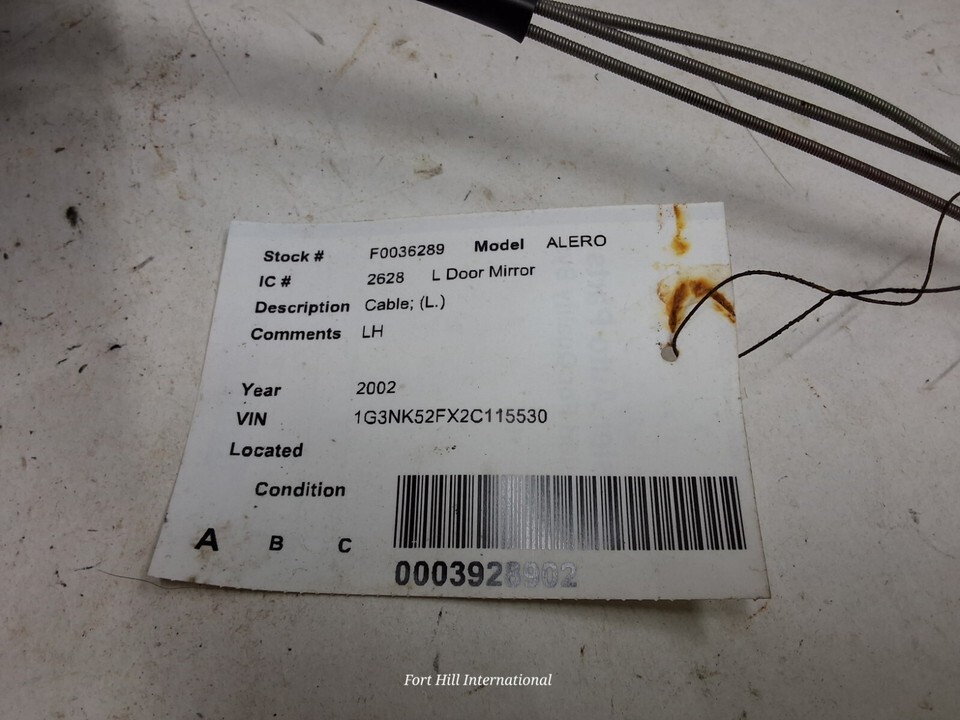 Stock # F0036289 Model ALERO
IC # 2628 L Door Mirror
Description Cable; (L.)
Comments LH
Year 2002
VIN 1G3NK52FX2C115530
Located
Condition
A B C
0003928902
Fort Hill International